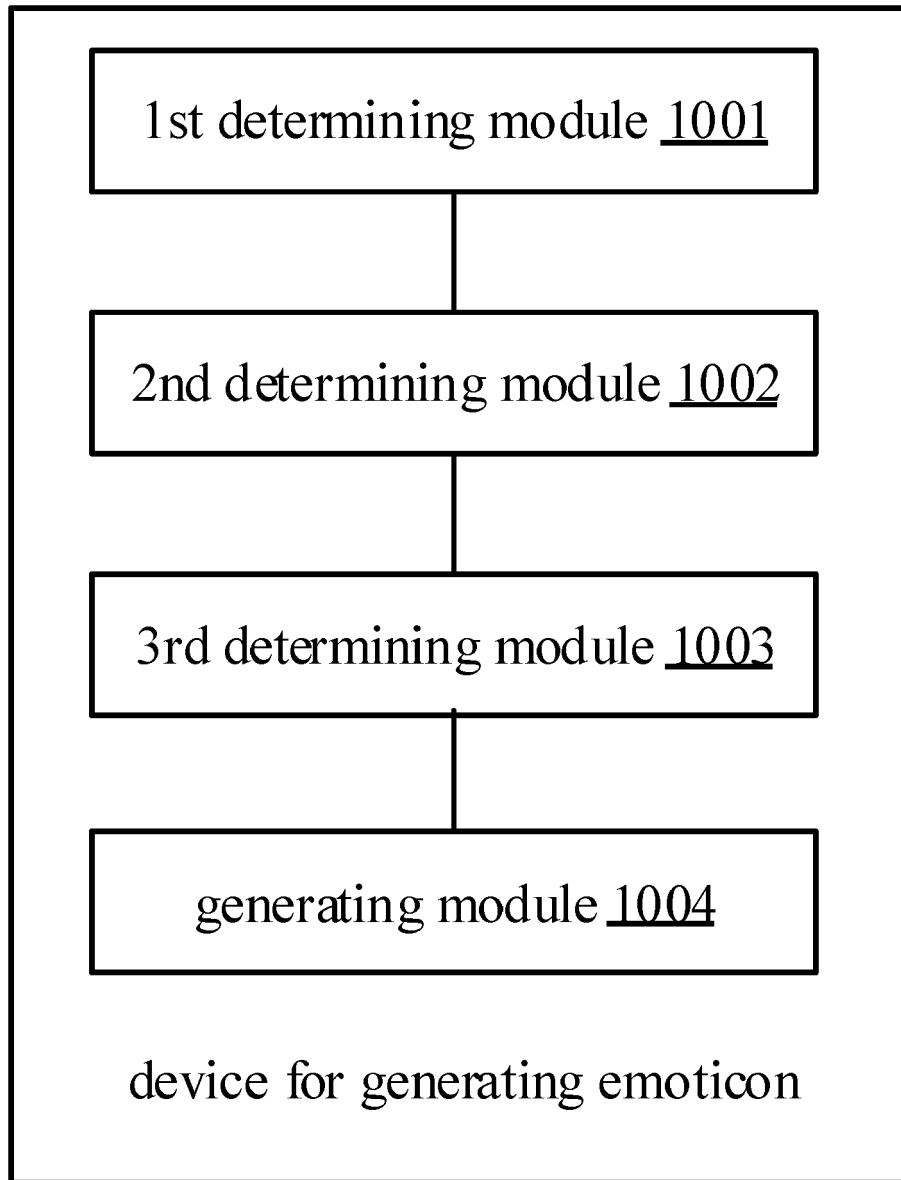 1st determining module 1001
2nd determining module 1002
3rd determining module 1003
generating module 1004
device for generating emoticon